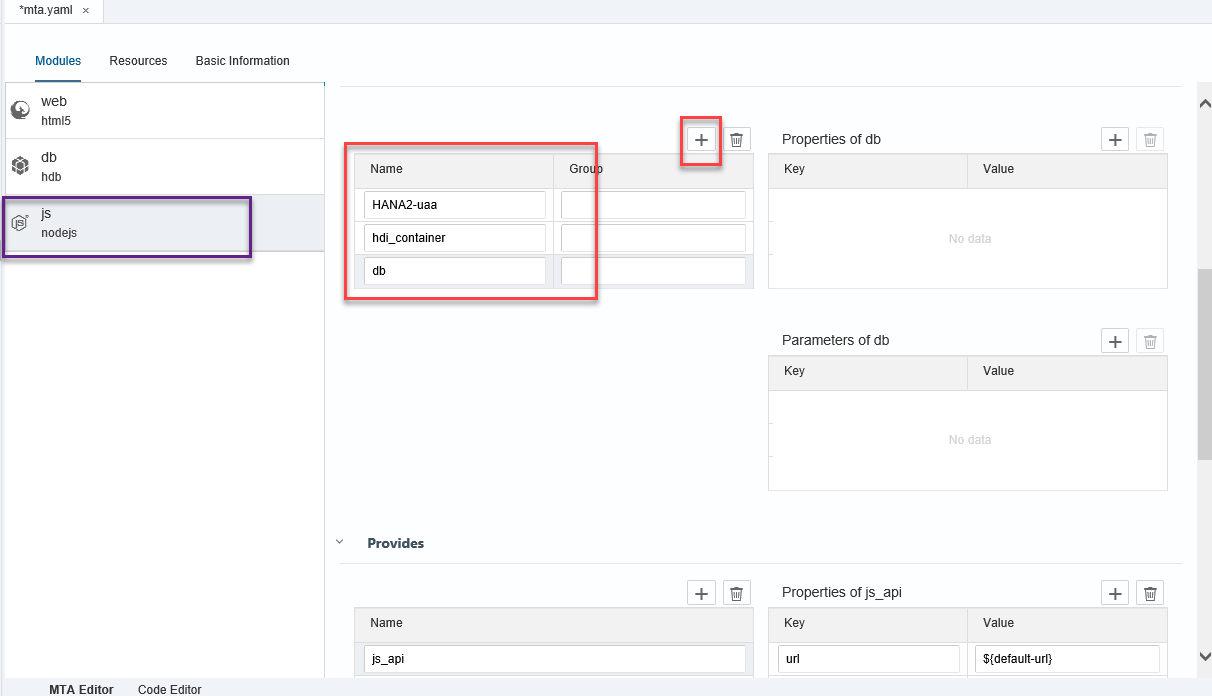 *mta.yaml ×
Modules Resources Basic Information
web
html5
db
hdb
js
nodejs
Name Group
HANA2-uaa
hdi_container
db
Properties of db
Key Value
No data
Parameters of db
Key Value
No data
Provides
Name
js_api
Properties of js_api
Key Value
url ${default-url}
MTA Editor Code Editor